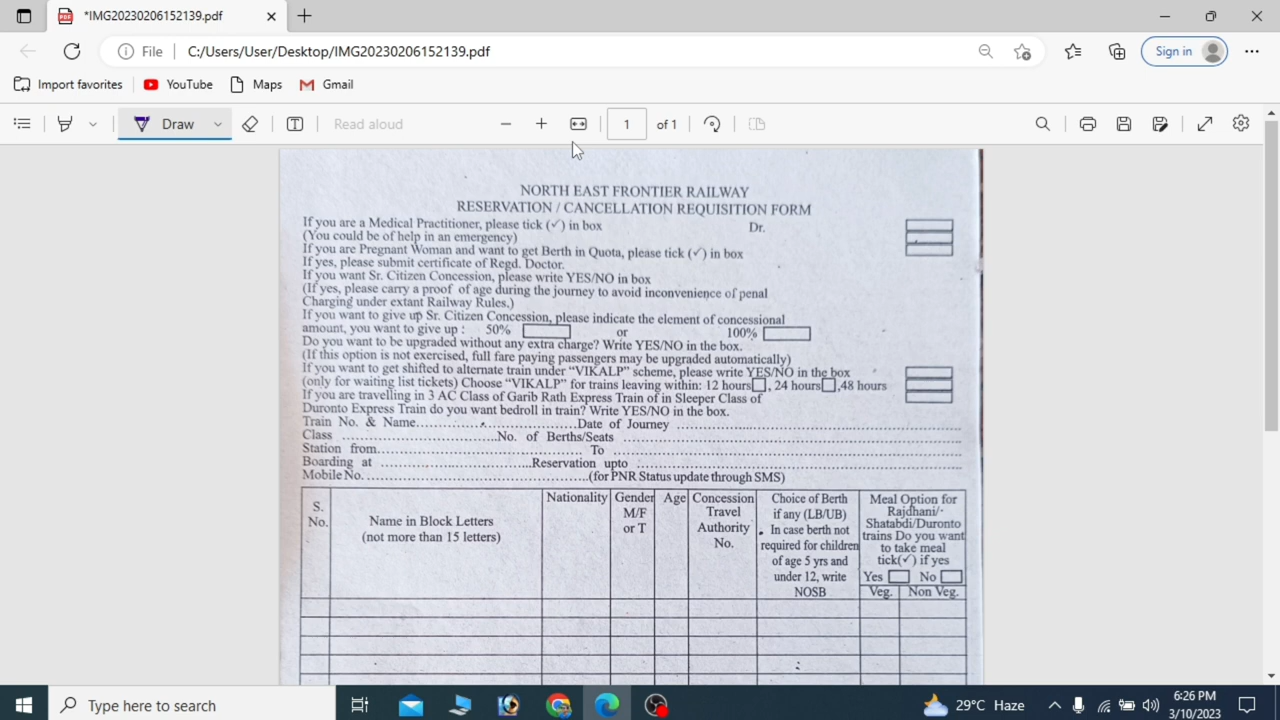 *IMG20230206152139.pdf
File C:/Users/User/Desktop/IMG20230206152139.pdf
Sign in
Import favorites YouTube Maps Gmail
Draw Read aloud 1 of 1
NORTH EAST FRONTIER RAILWAY
RESERVATION / CANCELLATION REQUISITION FORM
If you are a Medical Practitioner, please tick (✓) in box Dr.
(You could be of help in an emergency)
If you are Pregnant Woman and want to get Berth in Quota, please tick (✓) in box
If yes, please submit certificate of Regd. Doctor.
If you want Sr. Citizen Concession, please write YES/NO in box
(If yes, please carry a proof of age during the journey to avoid inconvenience of penal
Charging under extant Railway Rules.)
If you want to give up Sr. Citizen Concession, please indicate the element of concessional
amount, you want to give up : 50% or 100%
Do you want to be upgraded without any extra charge? Write YES/NO in the box.
(If this option is not exercised, full fare paying passengers may be upgraded automatically)
If you want to get shifted to alternate train under “VIKALP” scheme, please write YES/NO in the box
(only for waiting list tickets) Choose “VIKALP” for trains leaving within: 12 hours, 24 hours,48 hours
If you are travelling in 3 AC Class of Garib Rath Express Train of in Sleeper Class of
Duronto Express Train do you want bedroll in train? Write YES/NO in the box.
Train No. & Name..............................Date of Journey ..............................
Class ..............................No. of Berths/Seats ..............................
Station from.............................. To ..............................
Boarding at ..............................Reservation upto ..............................
Mobile No...............................(for PNR Status update through SMS)
S. No.
Name in Block Letters
(not more than 15 letters)
Nationality
Gender
M/F
or T
Age
Concession
Travel
Authority
No.
Choice of Berth
if any (LB/UB)
In case berth not
required for children
of age 5 yrs and
under 12, write
NOSB
Meal Option for
Rajdhani/-
Shatabdi/Duronto
trains Do you want
to take meal
tick(✓) if yes
Yes No
Veg. Non Veg.
Type here to search
29°C Haze
6:26 PM
3/10/2023